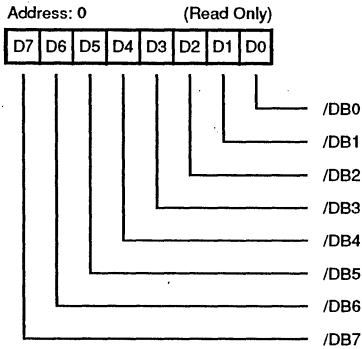 Address: 0 (Read Only)
D7 D6 D5 D4 D3 D2 D1 D0
/DB0
/DB1
/DB2
/DB3
/DB4
/DB5
/DB6
/DB7